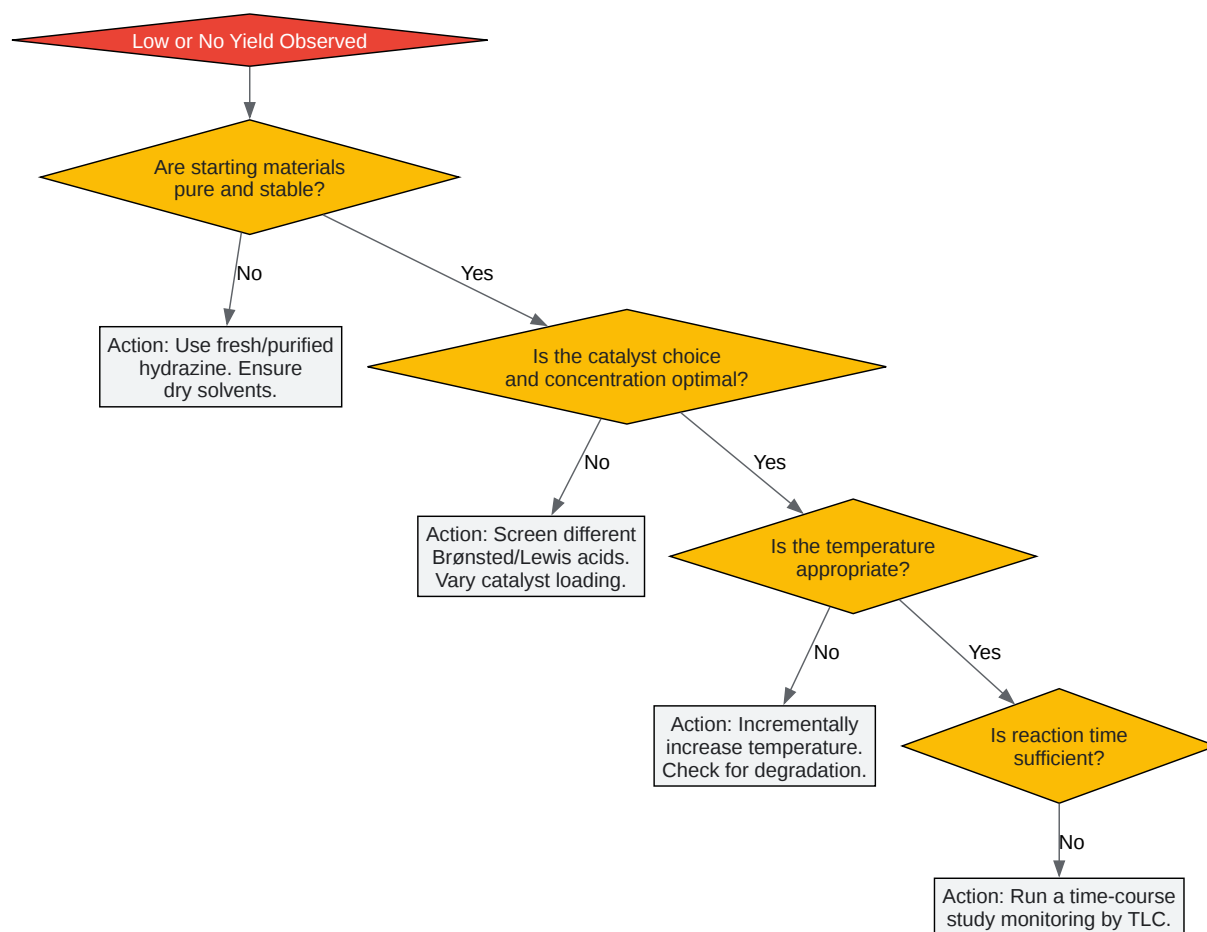 Low or No Yield Observed
Are starting materials
pure and stable?
No
Yes
Action: Use fresh/purified
hydrazine. Ensure
dry solvents.
Is the catalyst choice
and concentration optimal?
No
Yes
Action: Screen different
Brønsted/Lewis acids.
Vary catalyst loading.
Is the temperature
appropriate?
No
Yes
Action: Incrementally
increase temperature.
Check for degradation.
Is reaction time
sufficient?
No
Action: Run a time-course
study monitoring by TLC.